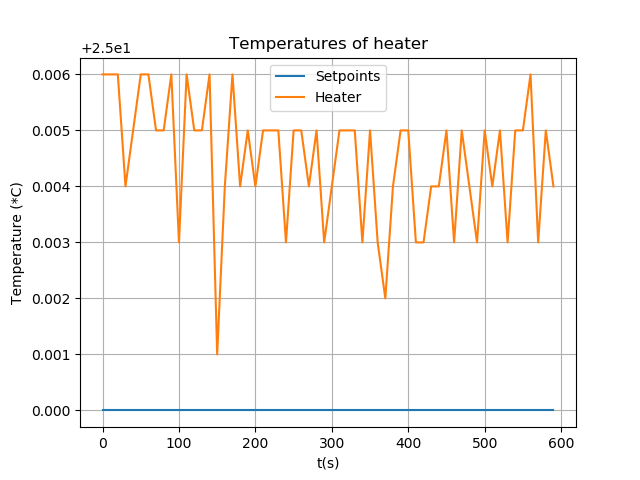 Temperatures of heater
+2.5e1
Setpoints
Heater
0.006
0.005
0.004
0.003
0.002
0.001
0.000
Temperature (*C)
0 100 200 300 400 500 600
t(s)